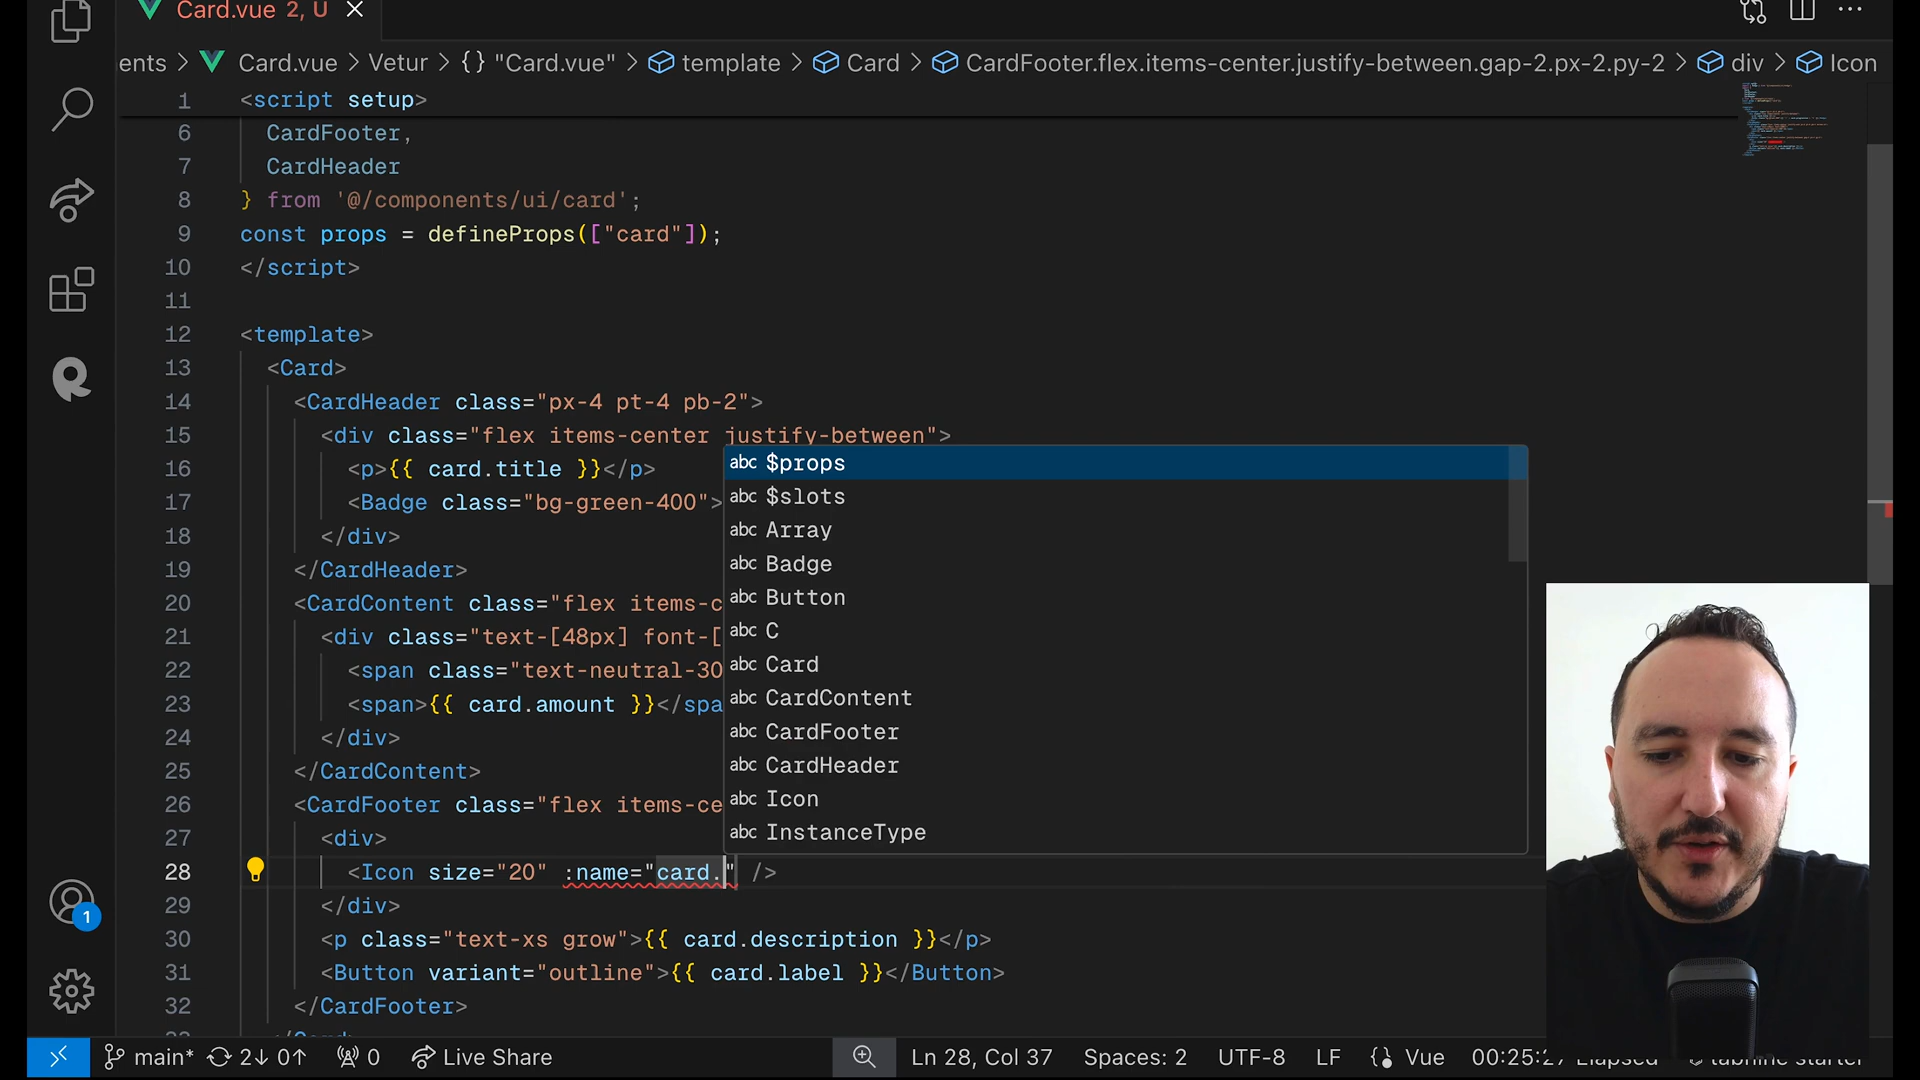 Card.vue 2, U
ents > Card.vue > Vetur > {} "Card.vue" > template > Card > CardFooter.flex.items-center.justify-between.gap-2.px-2.py-2 > div > Icon
1 <script setup>
6 CardFooter,
7 CardHeader
8 } from '@/components/ui/card';
9 const props = defineProps(["card"]);
10 </script>
11
12 <template>
13 <Card>
14 <CardHeader class="px-4 pt-4 pb-2">
15 <div class="flex items-center justify-between">
16 <p>{{ card.title }}</p>
17 <Badge class="bg-green-400">
18 </div>
19 </CardHeader>
20 <CardContent class="flex items-c
21 <div class="text-[48px] font-[
22 <span class="text-neutral-30
23 <span>{{ card.amount }}</spa
24 </div>
25 </CardContent>
26 <CardFooter class="flex items-ce
27 <div>
28 <Icon size="20" :name="card." />
29 </div>
30 <p class="text-xs grow">{{ card.description }}</p>
31 <Button variant="outline">{{ card.label }}</Button>
32 </CardFooter>
abc $props
abc $slots
abc Array
abc Badge
abc Button
abc C
abc Card
abc CardContent
abc CardFooter
abc CardHeader
abc Icon
abc InstanceType
1
main* 2↓ 0↑ 0 Live Share Ln 28, Col 37 Spaces: 2 UTF-8 LF Vue